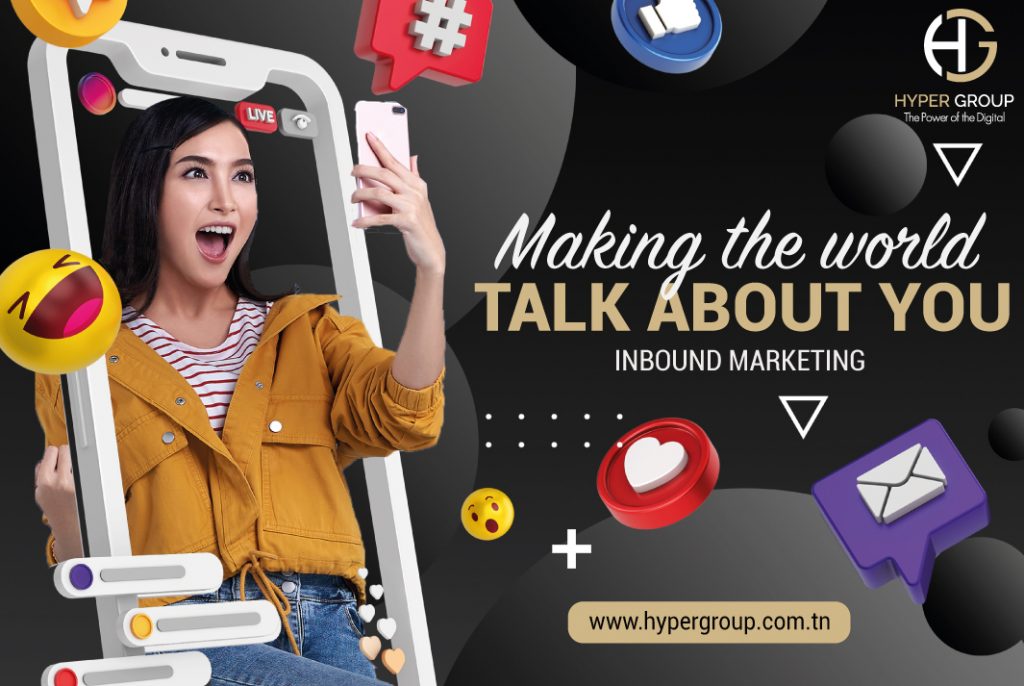 #
LIVE
HG
HYPER GROUP
The Power of the Digital
Making the world
TALK ABOUT YOU
INBOUND MARKETING
www.hypergroup.com.tn